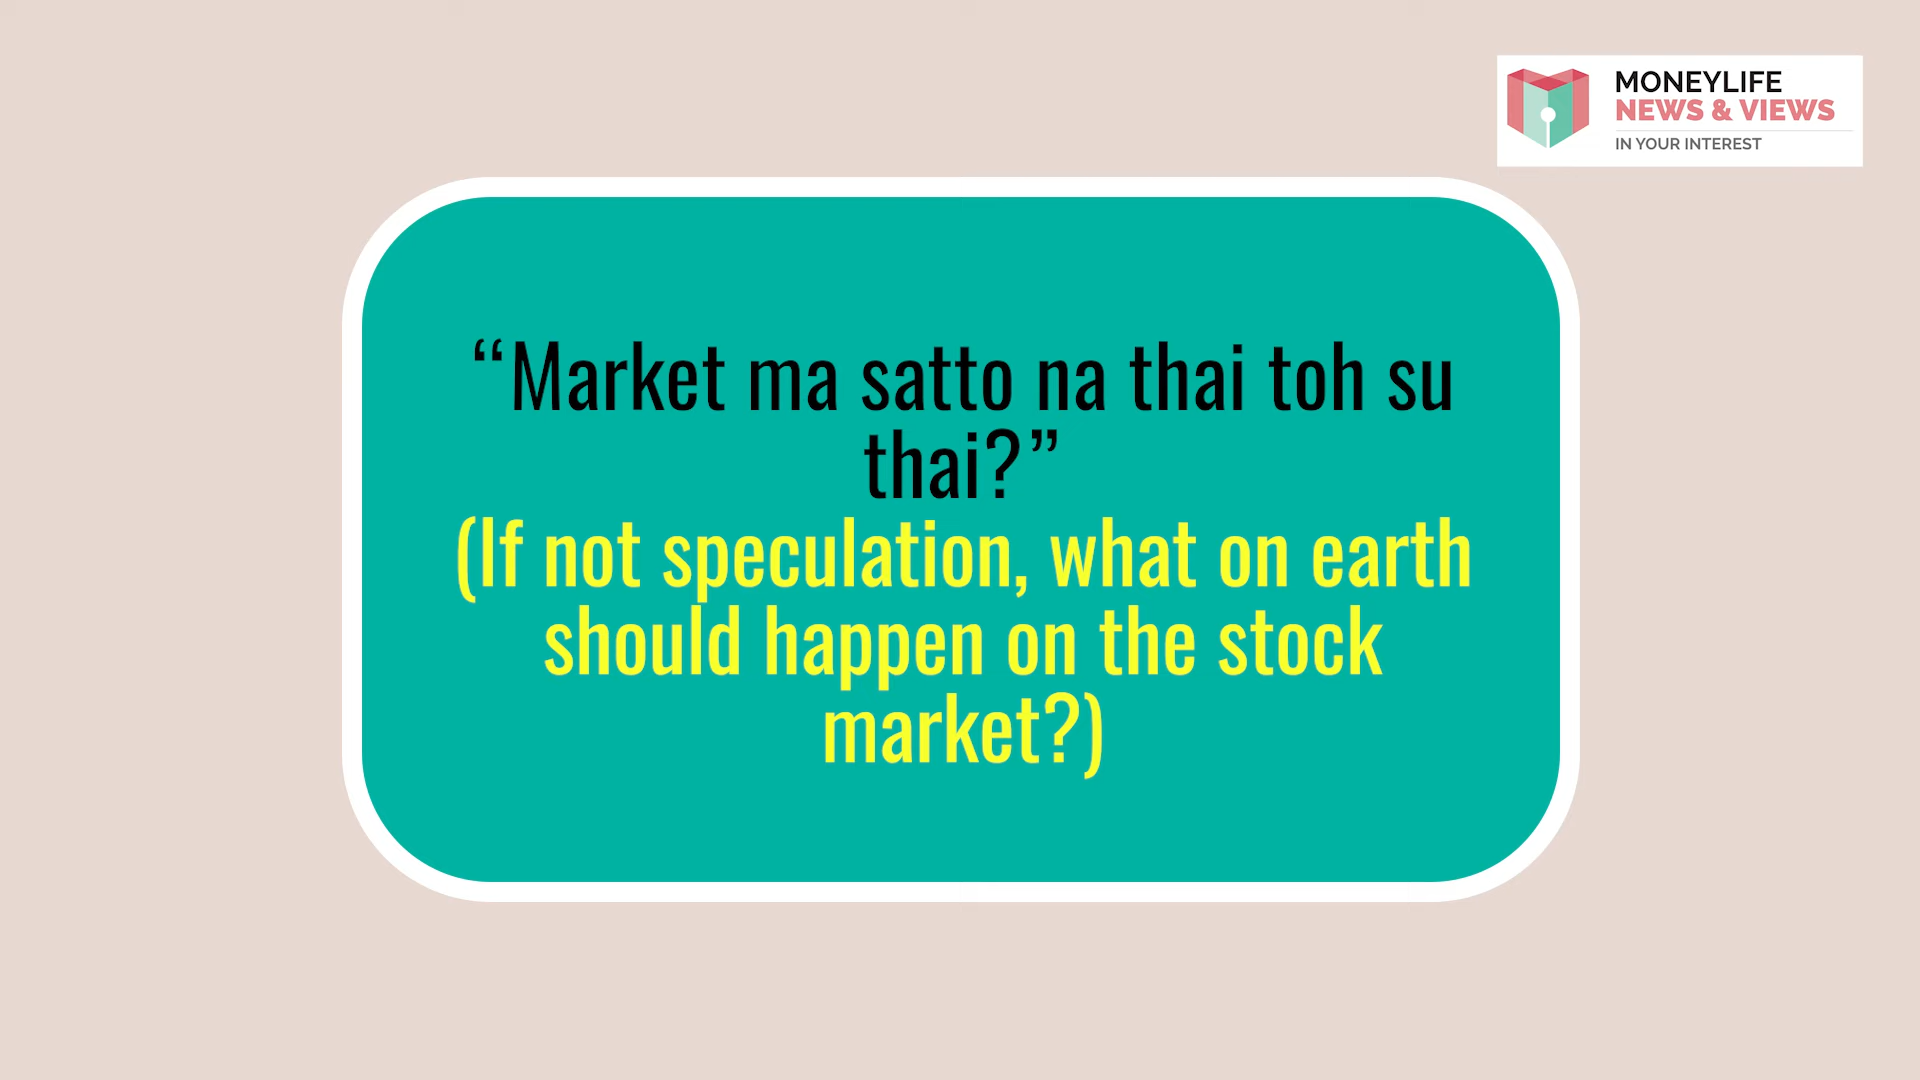 MONEYLIFE
NEWS & VIEWS
IN YOUR INTEREST
“Market ma satto na thai toh su
thai?”
(If not speculation, what on earth
should happen on the stock
market?)